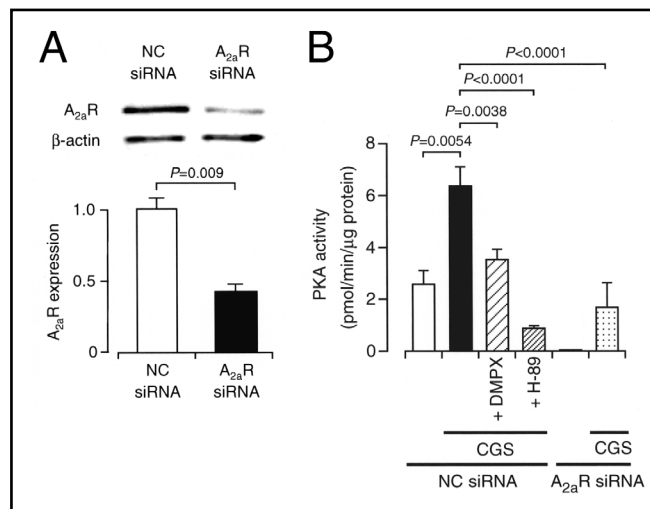 A
NC
siRNA
A2aR
siRNA
A2aR
β-actin
P=0.009
A2aR expression
1.0
0.5
0
NC
siRNA
A2aR
siRNA
B
P<0.0001
P<0.0001
P=0.0038
P=0.0054
PKA activity
(pmol/min/µg protein)
8
6
4
2
0
+ DMPX
+ H-89
CGS
CGS
NC siRNA
A2aR siRNA